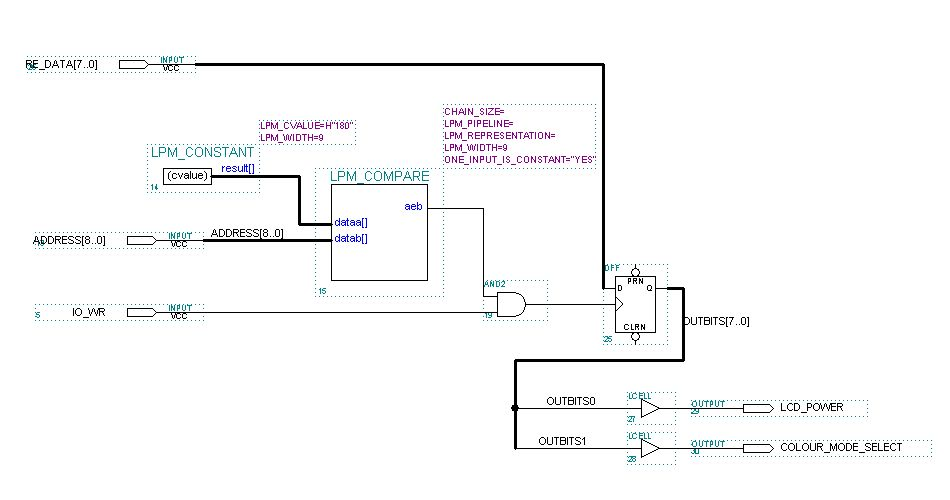 RE_DATA[7..0] INPUT
VCC
CHAIN_SIZE=
LPM_PIPELINE=
LPM_REPRESENTATION=
LPM_WIDTH=9
ONE_INPUT_IS_CONSTANT="YES"
LPM_CVALUE=H"180"
LPM_WIDTH=9
LPM_CONSTANT
(cvalue) result[]
14
LPM_COMPARE
aeb
dataa[]
datab[]
15
ADDRESS[8..0] INPUT
VCC
ADDRESS[8..0]
IO_WR INPUT
VCC
5
AND2
19
DFF
PRN
D Q
CLRN
25
OUTBITS[7..0]
OUTBITS0 LCELL
27
OUTPUT
29
LCD_POWER
OUTBITS1 LCELL
28
OUTPUT
30
COLOUR_MODE_SELECT